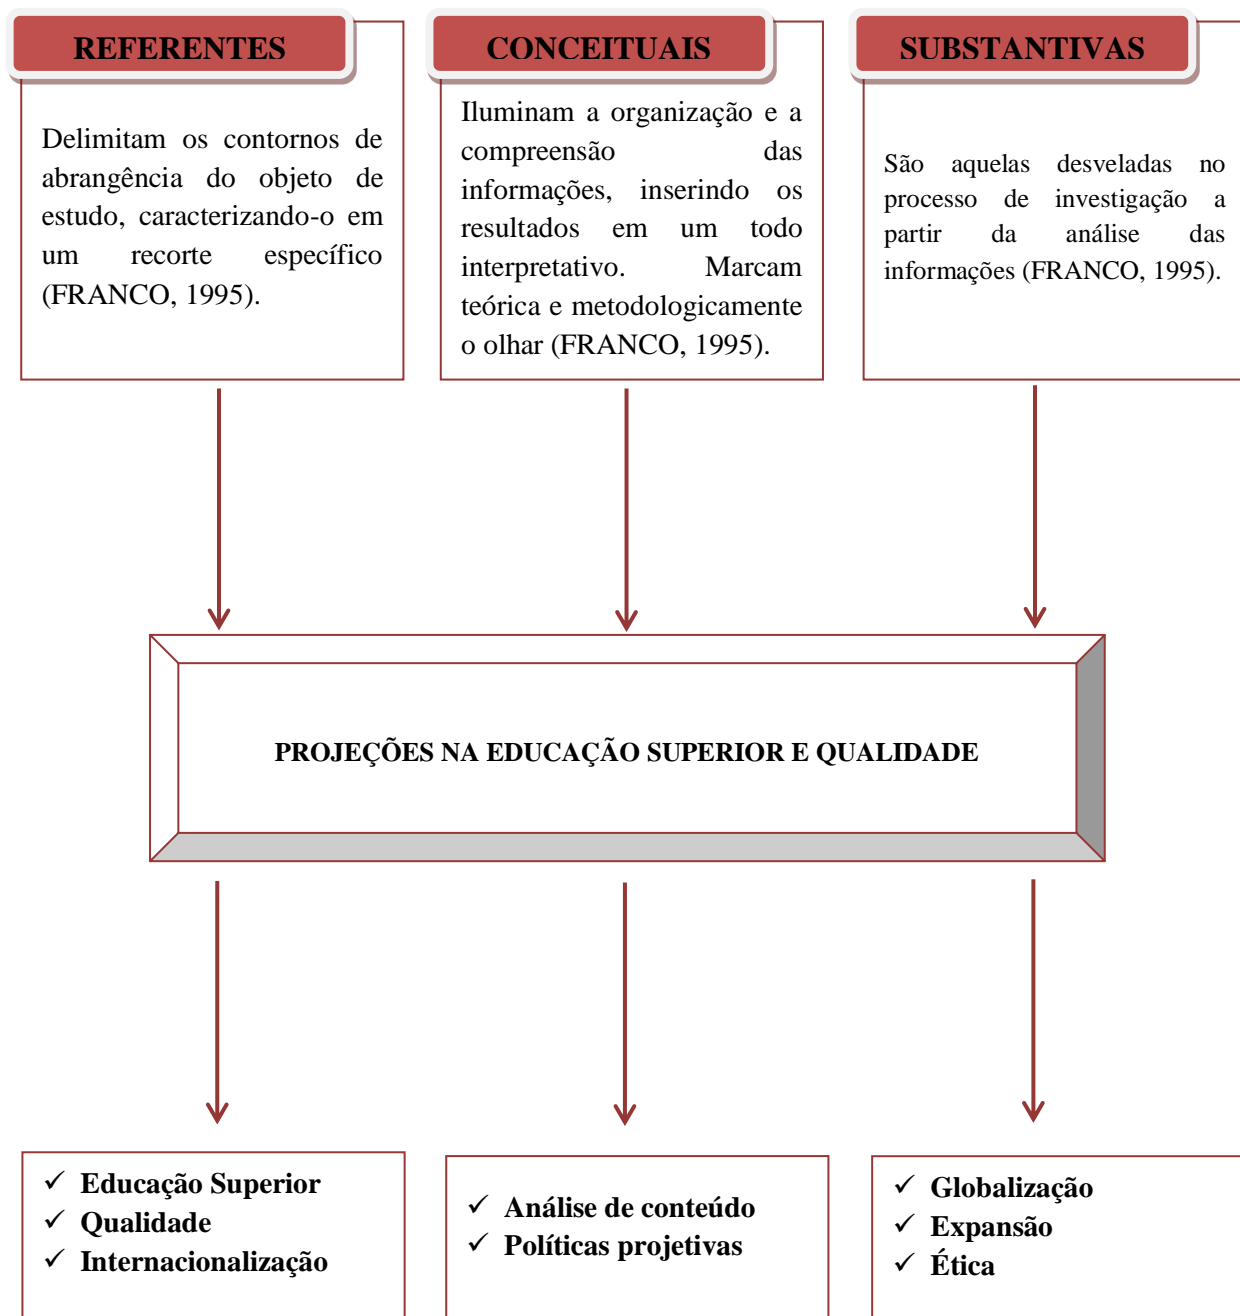 REFERENTES
Delimitam os contornos de
abrangência do objeto de
estudo, caracterizando-o em
um recorte específico
(FRANCO, 1995).
CONCEITUAIS
Iluminam a organização e a
compreensão das
informações, inserindo os
resultados em um todo
interpretativo. Marcam
teórica e metodologicamente
o olhar (FRANCO, 1995).
SUBSTANTIVAS
São aquelas desveladas no
processo de investigação a
partir da análise das
informações (FRANCO, 1995).
PROJEÇÕES NA EDUCAÇÃO SUPERIOR E QUALIDADE
✓ Educação Superior
✓ Qualidade
✓ Internacionalização
✓ Análise de conteúdo
✓ Políticas projetivas
✓ Globalização
✓ Expansão
✓ Ética